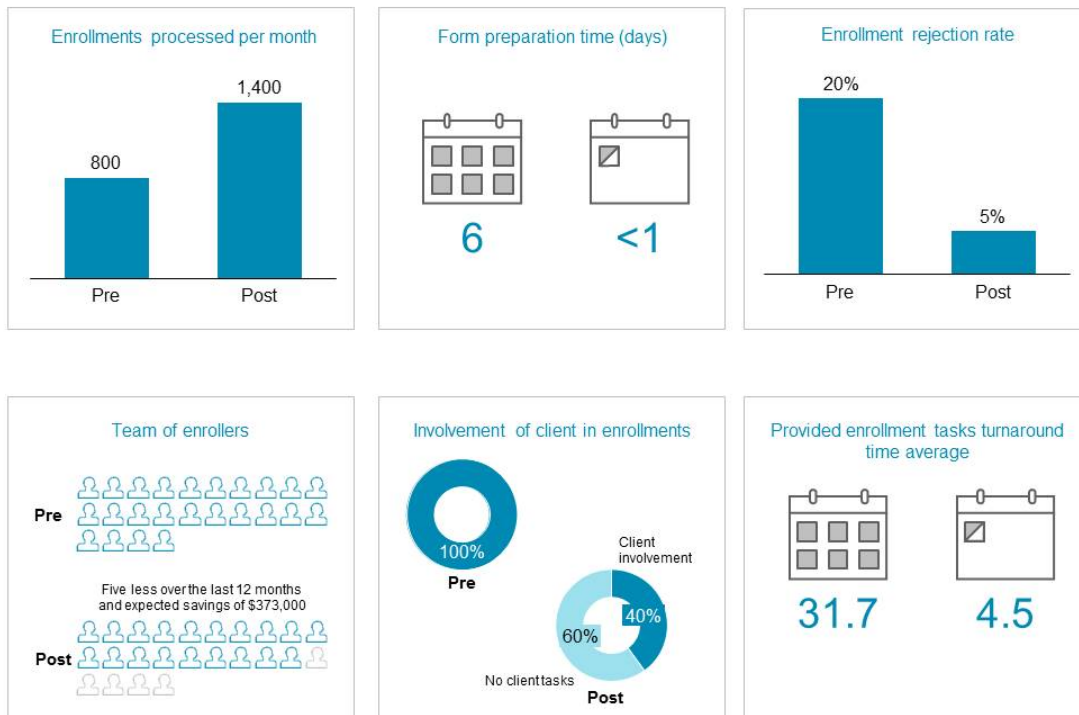 Enrollments processed per month
1,400
800
Pre
Post
Form preparation time (days)
6
<1
Enrollment rejection rate
20%
5%
Pre
Post
Team of enrollers
Pre
Five less over the last 12 months
and expected savings of $373,000
Post
Involvement of client in enrollments
100%
Pre
Client
involvement
40%
60%
No client tasks
Post
Provided enrollment tasks turnaround
time average
31.7
4.5